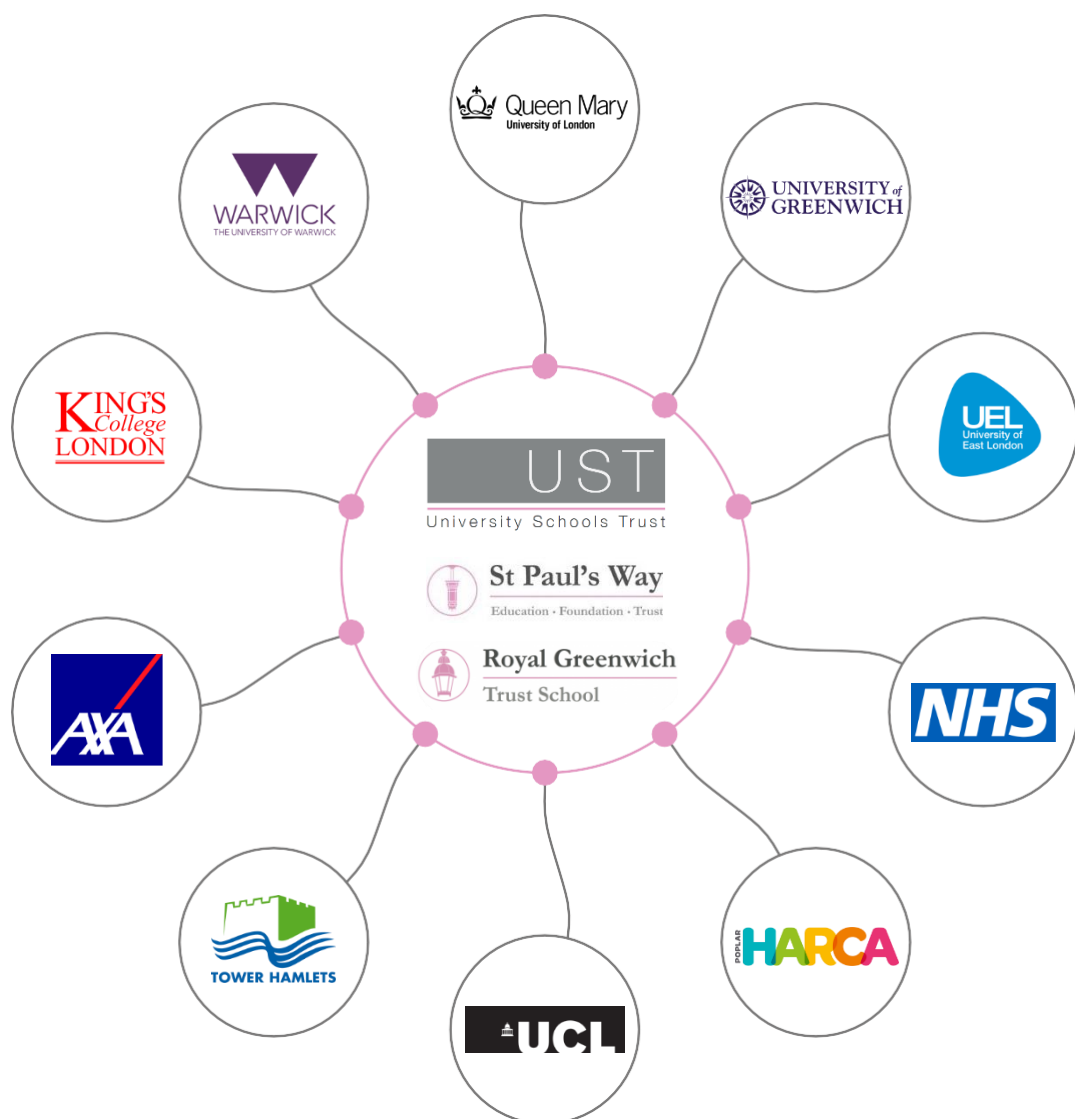 Queen Mary
University of London
WARWICK
THE UNIVERSITY OF WARWICK
UNIVERSITY of
GREENWICH
KING'S
College
LONDON
UEL
University of
East London
UST
University Schools Trust
St Paul's Way
Education · Foundation · Trust
Royal Greenwich
Trust School
AXA
NHS
TOWER HAMLETS
POPLAR
HARCA
UCL